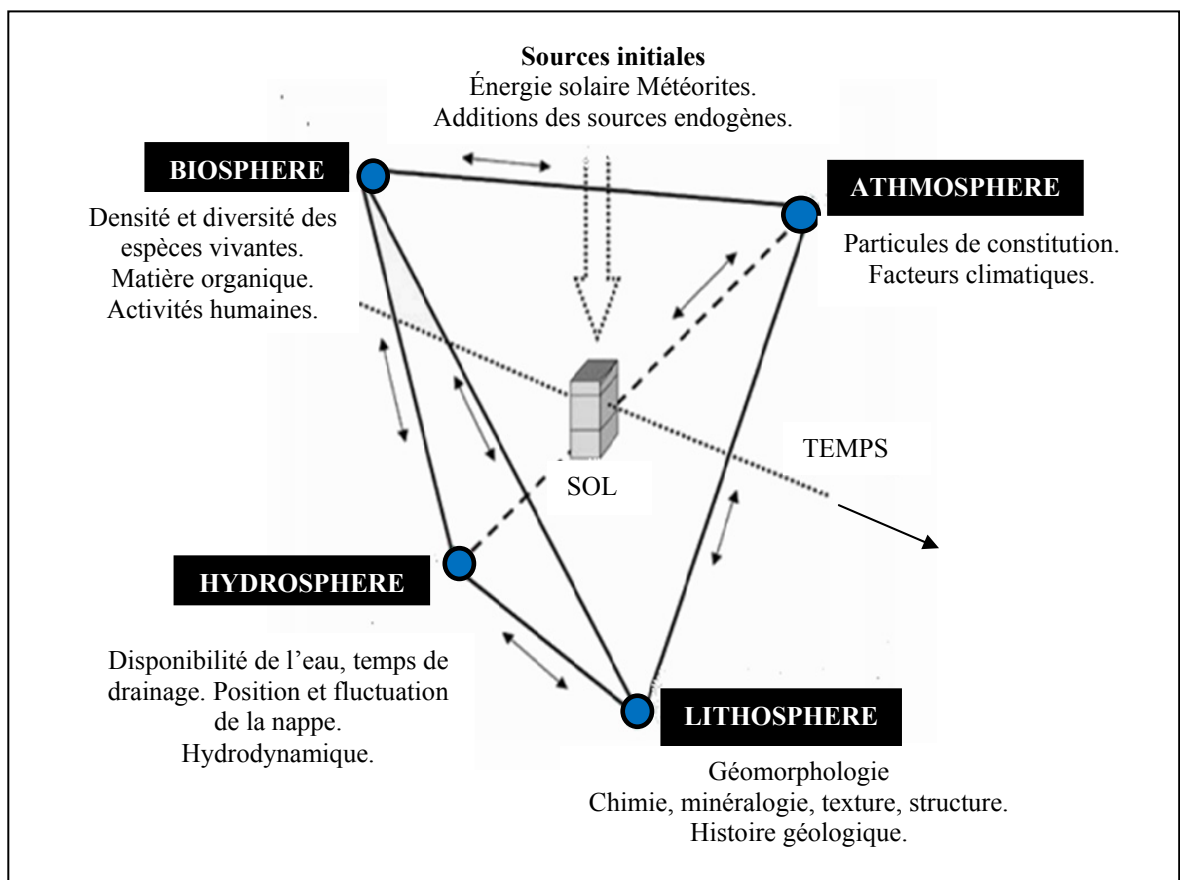 Sources initiales
Énergie solaire Météorites.
Additions des sources endogènes.
BIOSPHERE
Densité et diversité des
espèces vivantes.
Matière organique.
Activités humaines.
ATHMOSPHERE
Particules de constitution.
Facteurs climatiques.
TEMPS
SOL
HYDROSPHERE
Disponibilité de l’eau, temps de
drainage. Position et fluctuation
de la nappe.
Hydrodynamique.
LITHOSPHERE
Géomorphologie
Chimie, minéralogie, texture, structure.
Histoire géologique.